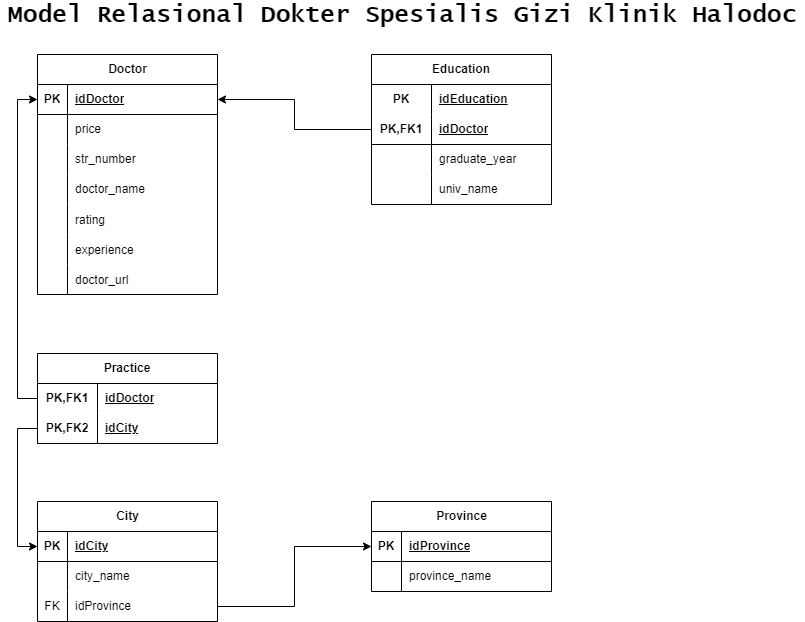 Model Relasional Dokter Spesialis Gizi Klinik Halodoc
Doctor
PK idDoctor
price
str_number
doctor_name
rating
experience
doctor_url
Education
PK idEducation
PK,FK1 idDoctor
graduate_year
univ_name
Practice
PK,FK1 idDoctor
PK,FK2 idCity
City
PK idCity
city_name
FK idProvince
Province
PK idProvince
province_name